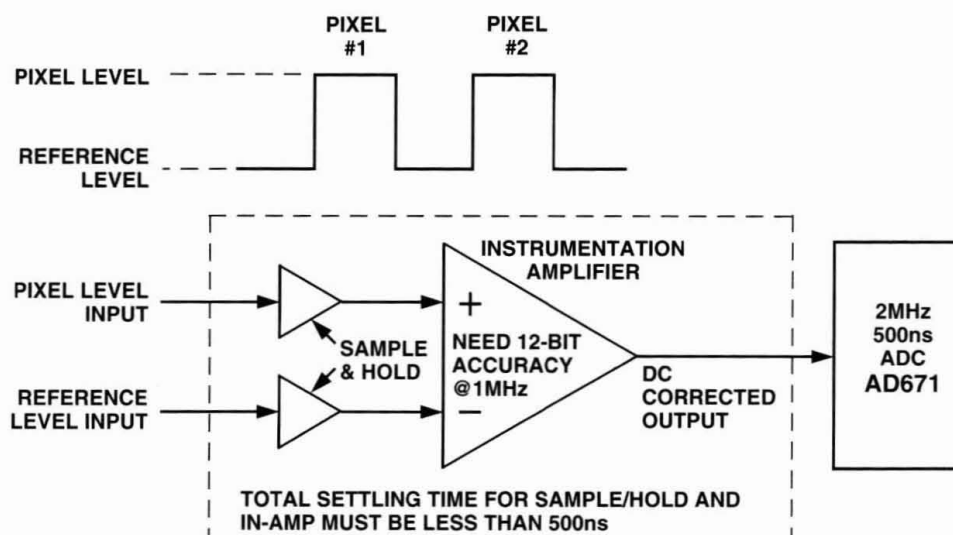 PIXEL
#1
PIXEL
#2
PIXEL LEVEL
REFERENCE
LEVEL
INSTRUMENTATION
AMPLIFIER
PIXEL LEVEL
INPUT
+
SAMPLE
& HOLD
NEED 12-BIT
ACCURACY
@1MHz
REFERENCE
LEVEL INPUT
−
DC
CORRECTED
OUTPUT
2MHz
500ns
ADC
AD671
TOTAL SETTLING TIME FOR SAMPLE/HOLD AND
IN-AMP MUST BE LESS THAN 500ns